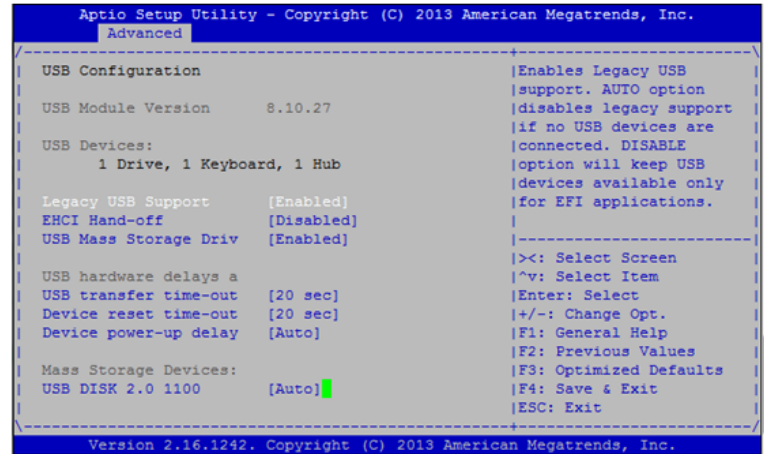 Aptio Setup Utility - Copyright (C) 2013 American Megatrends, Inc.
Advanced
USB Configuration
USB Module Version 8.10.27
USB Devices:
1 Drive, 1 Keyboard, 1 Hub
Legacy USB Support [Enabled]
EHCI Hand-off [Disabled]
USB Mass Storage Driv [Enabled]
USB hardware delays a
USB transfer time-out [20 sec]
Device reset time-out [20 sec]
Device power-up delay [Auto]
Mass Storage Devices:
USB DISK 2.0 1100 [Auto]
Enables Legacy USB
support. AUTO option
disables legacy support
if no USB devices are
connected. DISABLE
option will keep USB
devices available only
for EFI applications.
><: Select Screen
^v: Select Item
Enter: Select
+/-: Change Opt.
F1: General Help
F2: Previous Values
F3: Optimized Defaults
F4: Save & Exit
ESC: Exit
Version 2.16.1242. Copyright (C) 2013 American Megatrends, Inc.